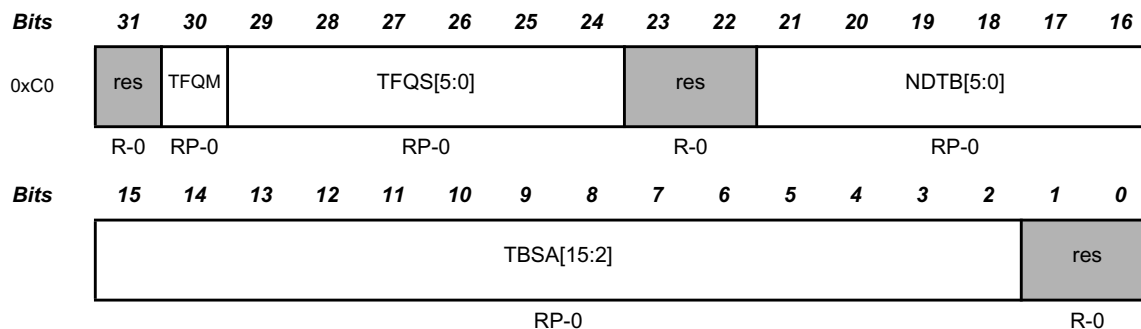 Bits 31 30 29 28 27 26 25 24 23 22 21 20 19 18 17 16
0xC0 res TFQM TFQS[5:0] res NDTB[5:0]
R-0 RP-0 RP-0 R-0 RP-0
Bits 15 14 13 12 11 10 9 8 7 6 5 4 3 2 1 0
TBSA[15:2] res
RP-0 R-0